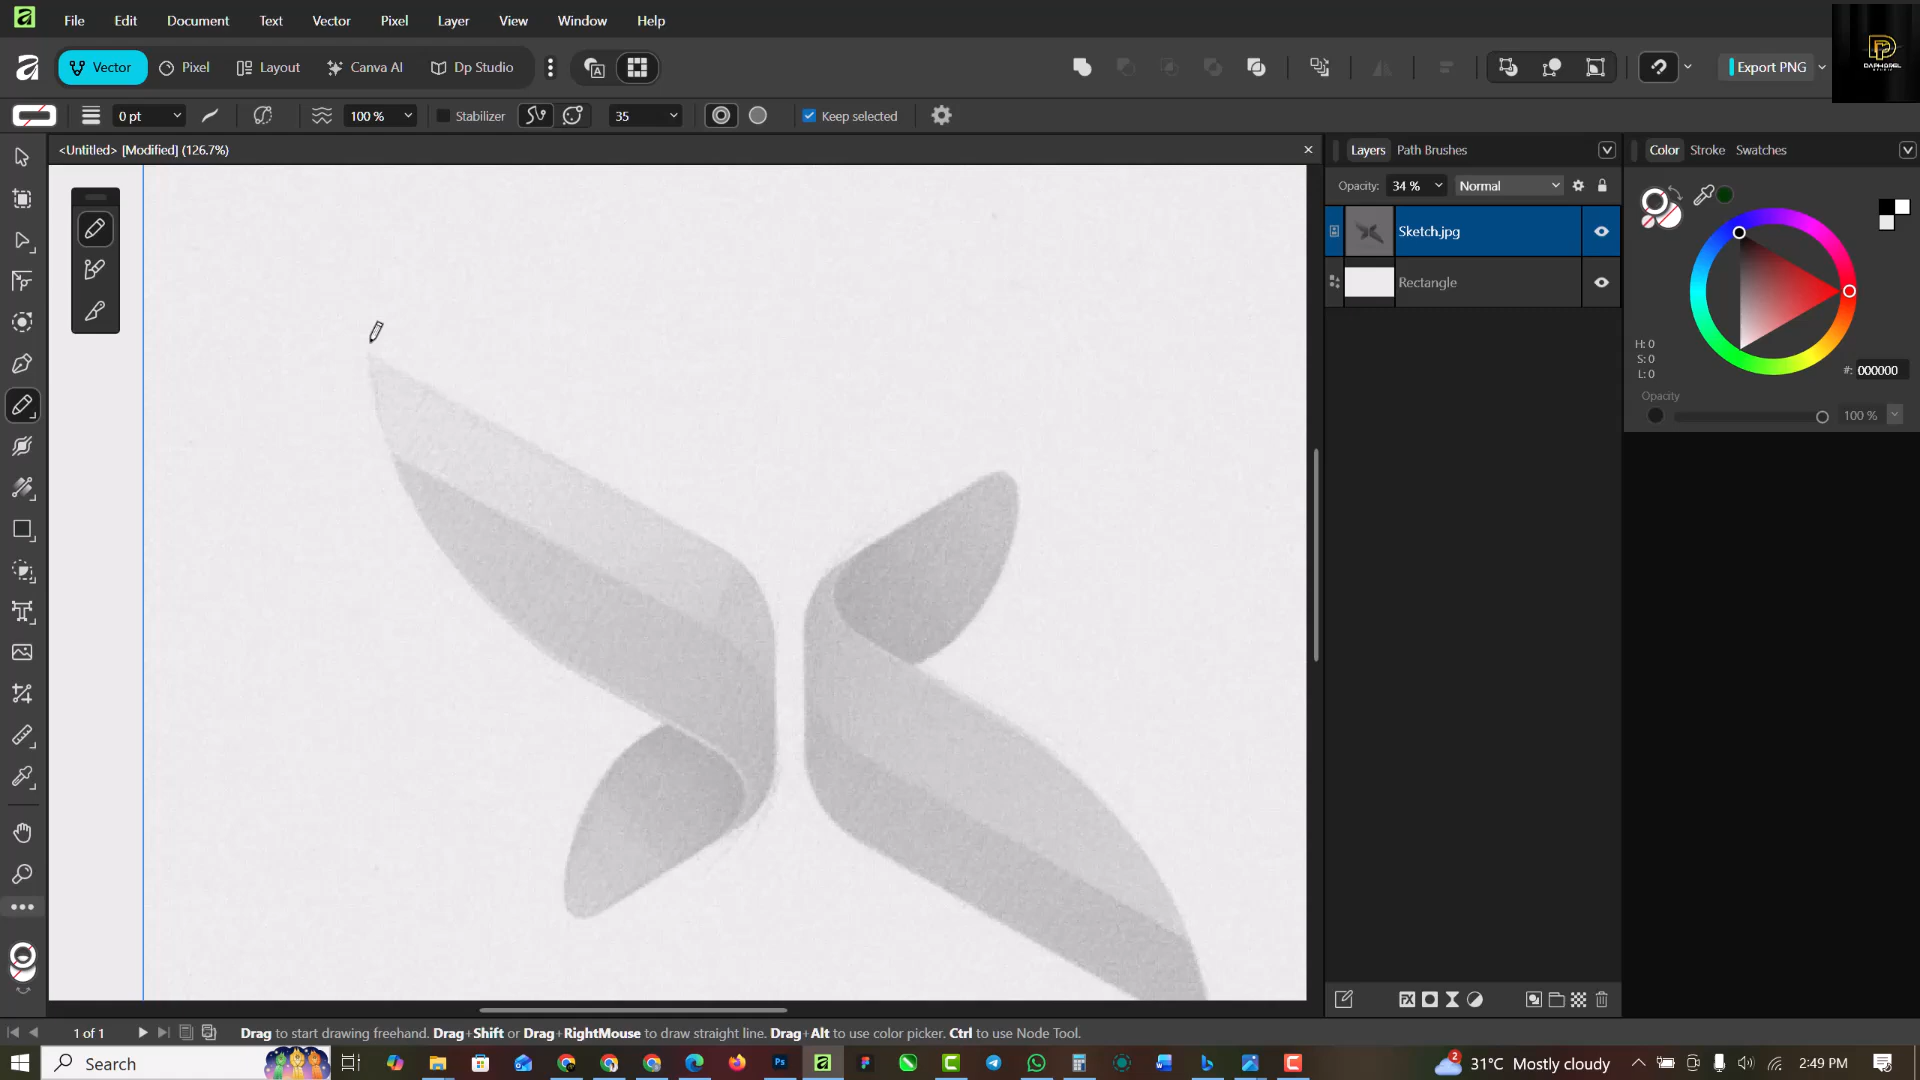 File Edit Document Text Vector Pixel Layer View Window Help
Vector Pixel Layout Canva AI Dp Studio Export PNG
0 pt 100 % Stabilizer 35 Keep selected
<Untitled> [Modified] (126.7%)
Layers Path Brushes
Opacity: 34 % Normal
Sketch.jpg
Rectangle
Color Stroke Swatches
H: 0
S: 0
L: 0
#: 000000
Opacity
100 %
DAPHOREL
1 of 1 Drag to start drawing freehand. Drag+Shift or Drag+RightMouse to draw straight line. Drag+Alt to use color picker. Ctrl to use Node Tool.
Search 2 31°C Mostly cloudy 2:49 PM